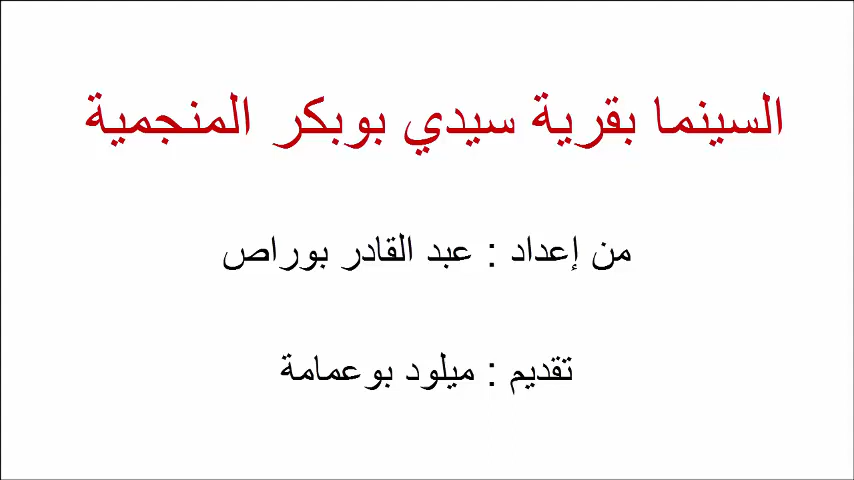 السينما بقرية سيدي بوبكر المنجمية
من إعداد : عبد القادر بوراص
تقديم : ميلود بوعمامة